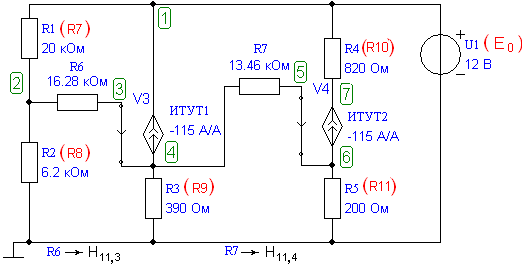 1
R1 (R7)
20 кОм
2
R6
16.28 кОм
3
V3
ИТУТ1
-115 А/А
4
R2 (R8)
6.2 кОм
R3 (R9)
390 Ом
R7
13.46 кОм
5
V4
R4 (R10)
820 Ом
7
ИТУТ2
-115 А/А
6
R5 (R11)
200 Ом
U1 (E0)
12 В
R6 → H11,3
R7 → H11,4